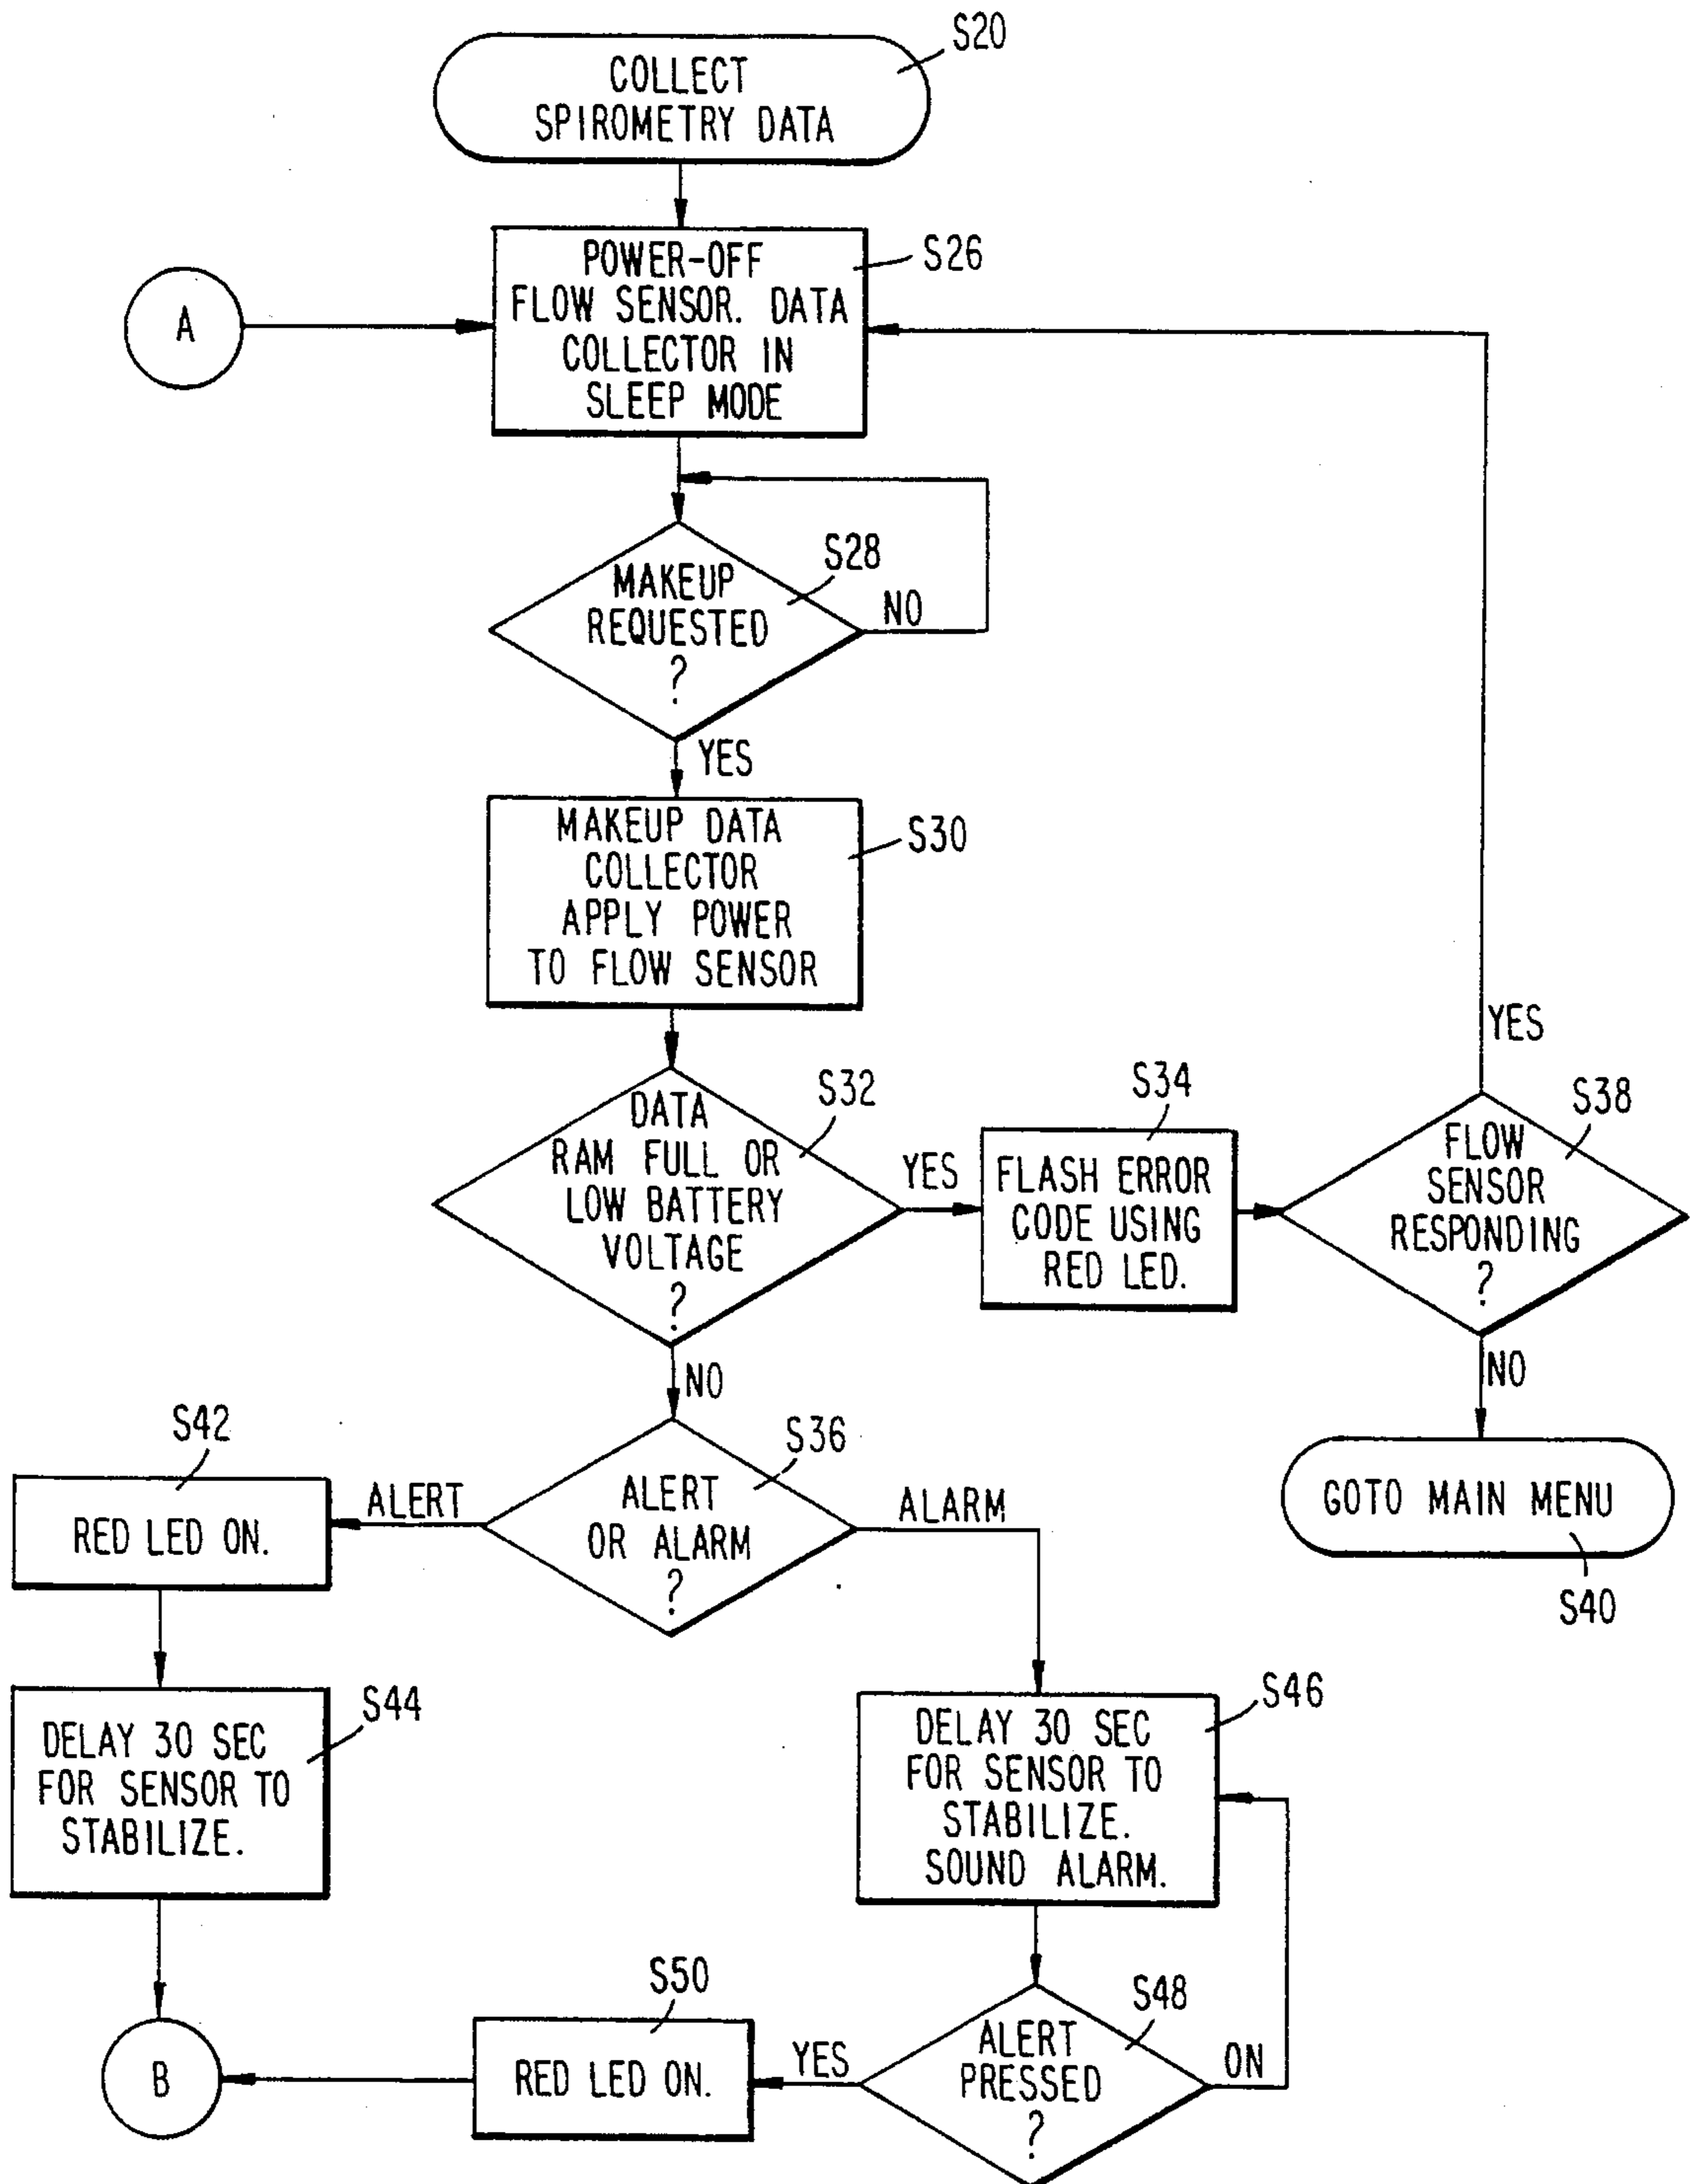 S20
COLLECT
SPIROMETRY DATA
S26
POWER-OFF
FLOW SENSOR. DATA
COLLECTOR IN
SLEEP MODE
A
S28
MAKEUP
REQUESTED
?
NO
YES
S30
MAKEUP DATA
COLLECTOR
APPLY POWER
TO FLOW SENSOR
S32
DATA
RAM FULL OR
LOW BATTERY
VOLTAGE
?
YES
S34
FLASH ERROR
CODE USING
RED LED.
YES
S38
FLOW
SENSOR
RESPONDING
?
NO
NO
GOTO MAIN MENU
S40
S36
ALERT
OR ALARM
?
ALERT
ALARM
S42
RED LED ON.
S44
DELAY 30 SEC
FOR SENSOR TO
STABILIZE.
S46
DELAY 30 SEC
FOR SENSOR TO
STABILIZE.
SOUND ALARM.
S48
ALERT
PRESSED
?
ON
YES
S50
RED LED ON.
B